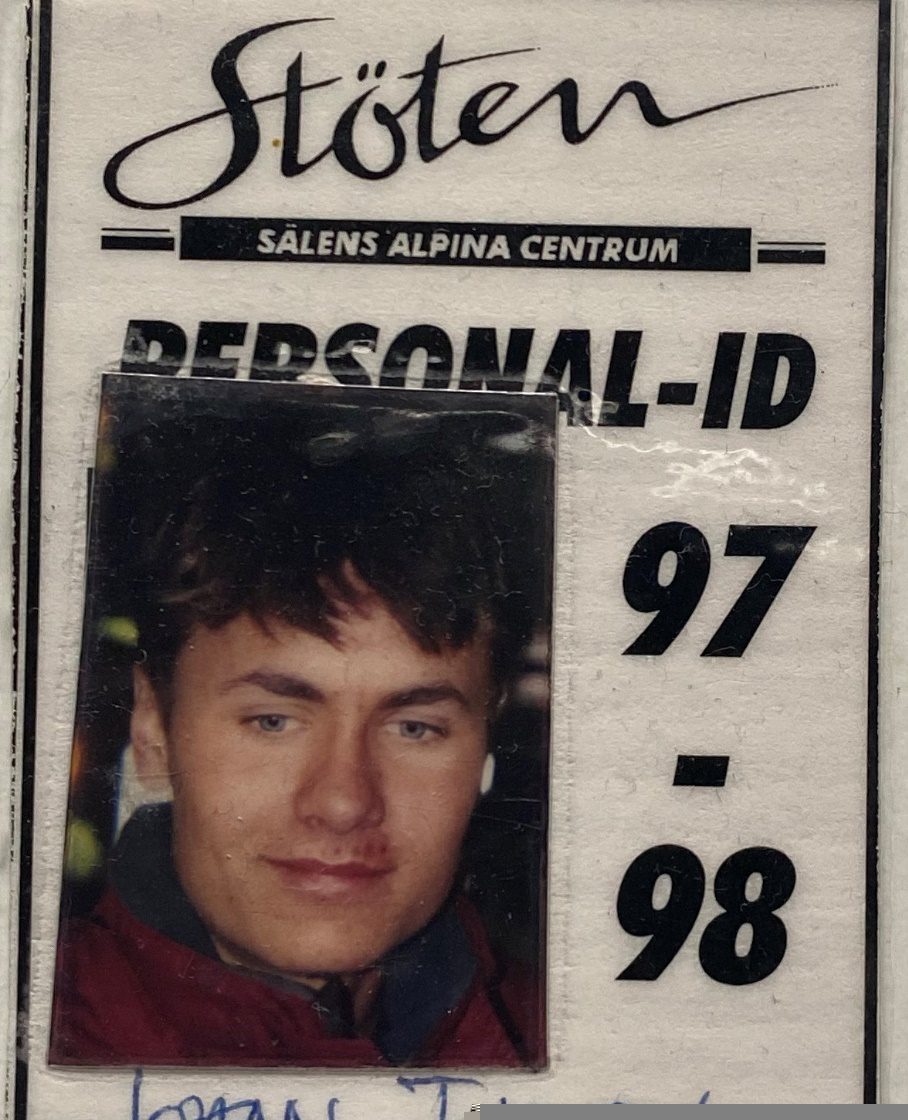 Stöten
SÄLENS ALPINA CENTRUM
PERSONAL-ID
97
-
98